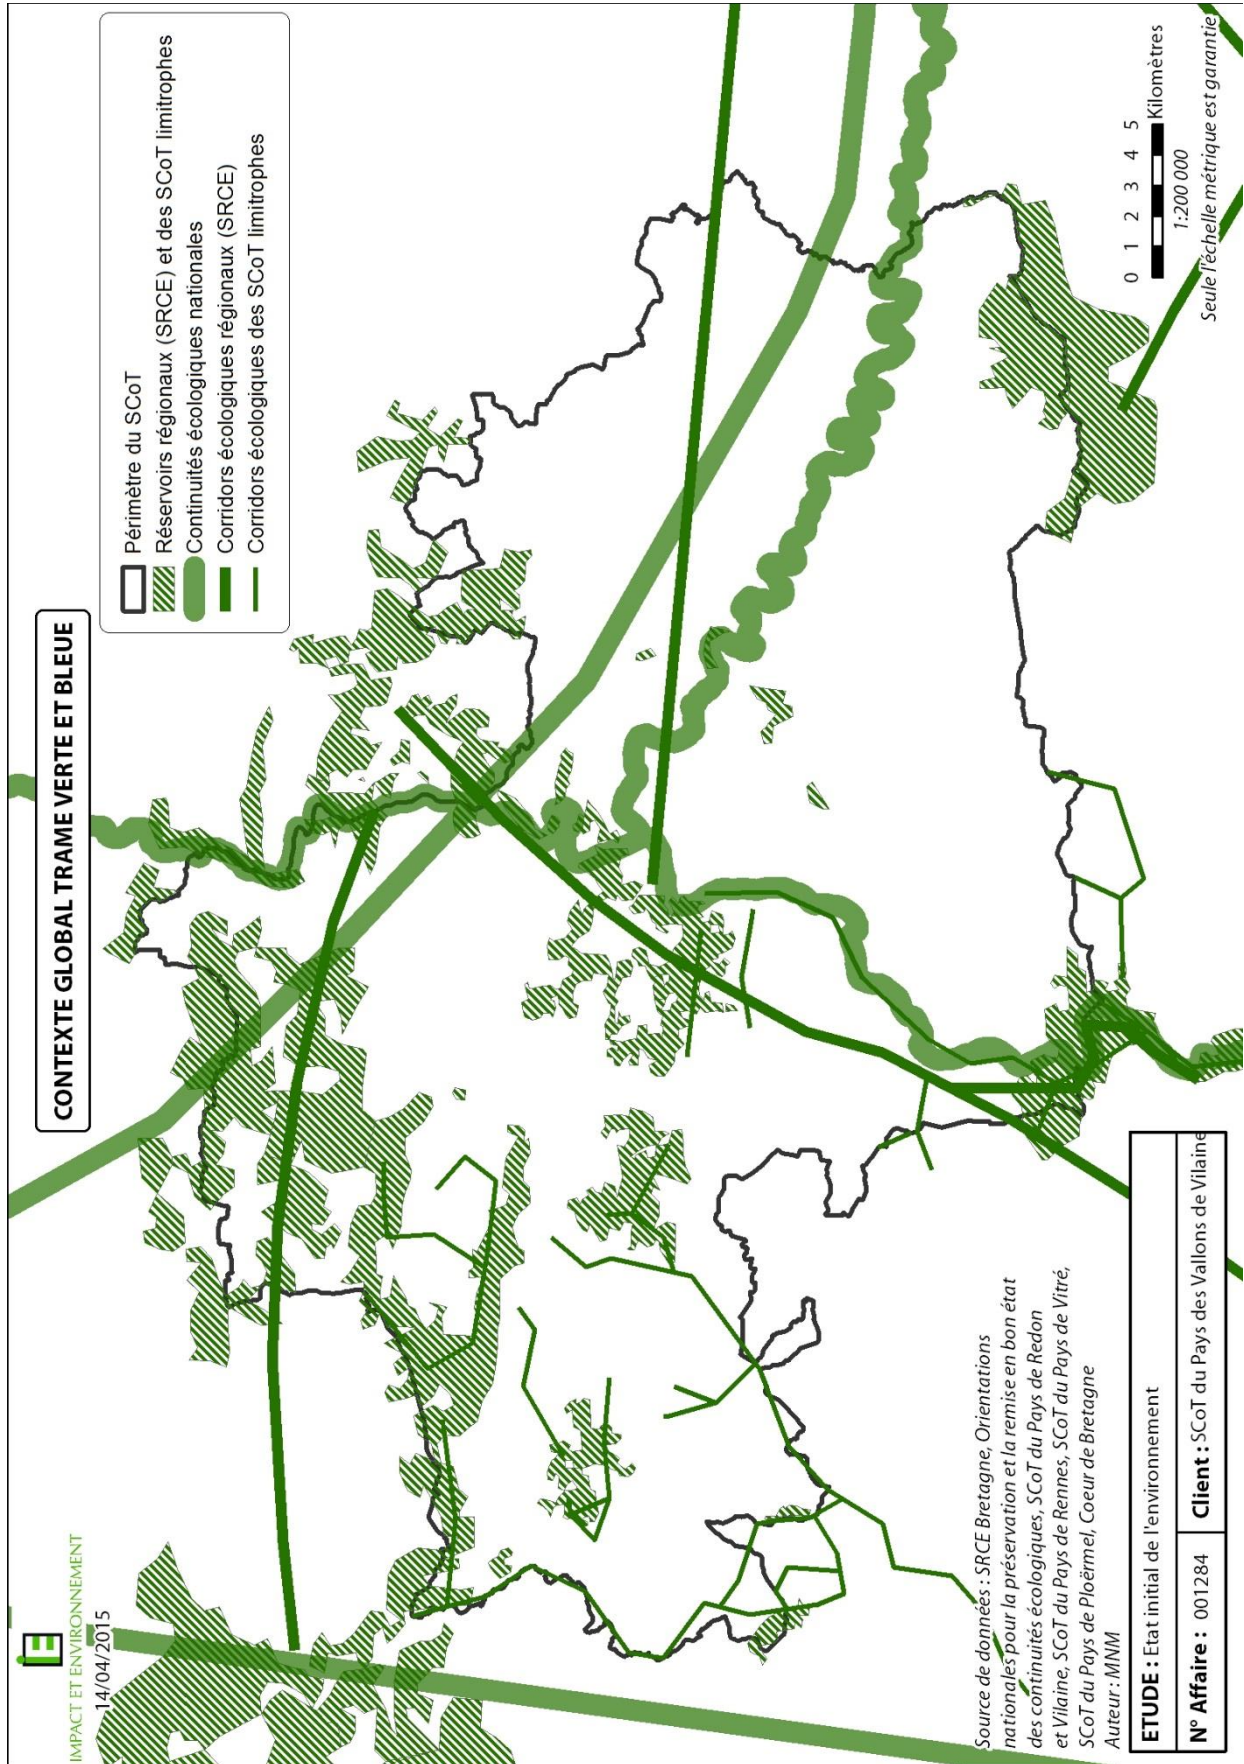 IMPACT ET ENVIRONNEMENT
14/04/2015
CONTEXTE GLOBAL TRAME VERTE ET BLEUE
Périmètre du SCoT
Réservoirs régionaux (SRCE) et des SCoT limitrophes
Continuités écologiques nationales
Corridors écologiques régionaux (SRCE)
Corridors écologiques des SCoT limitrophes
Source de données : SRCE Bretagne, Orientations
nationales pour la préservation et la remise en bon état
des continuités écologiques, SCoT du Pays de Redon
et Vilaine, SCoT du Pays de Rennes, SCoT du Pays de Vitré,
SCoT du Pays de Ploërmel, Coeur de Bretagne
Auteur : MNM
ETUDE : Etat initial de l'environnement
N° Affaire : 001284
Client : SCoT du Pays des Vallons de Vilaine
0 1 2 3 4 5
Kilomètres
1:200 000
Seule l'échelle métrique est garantie